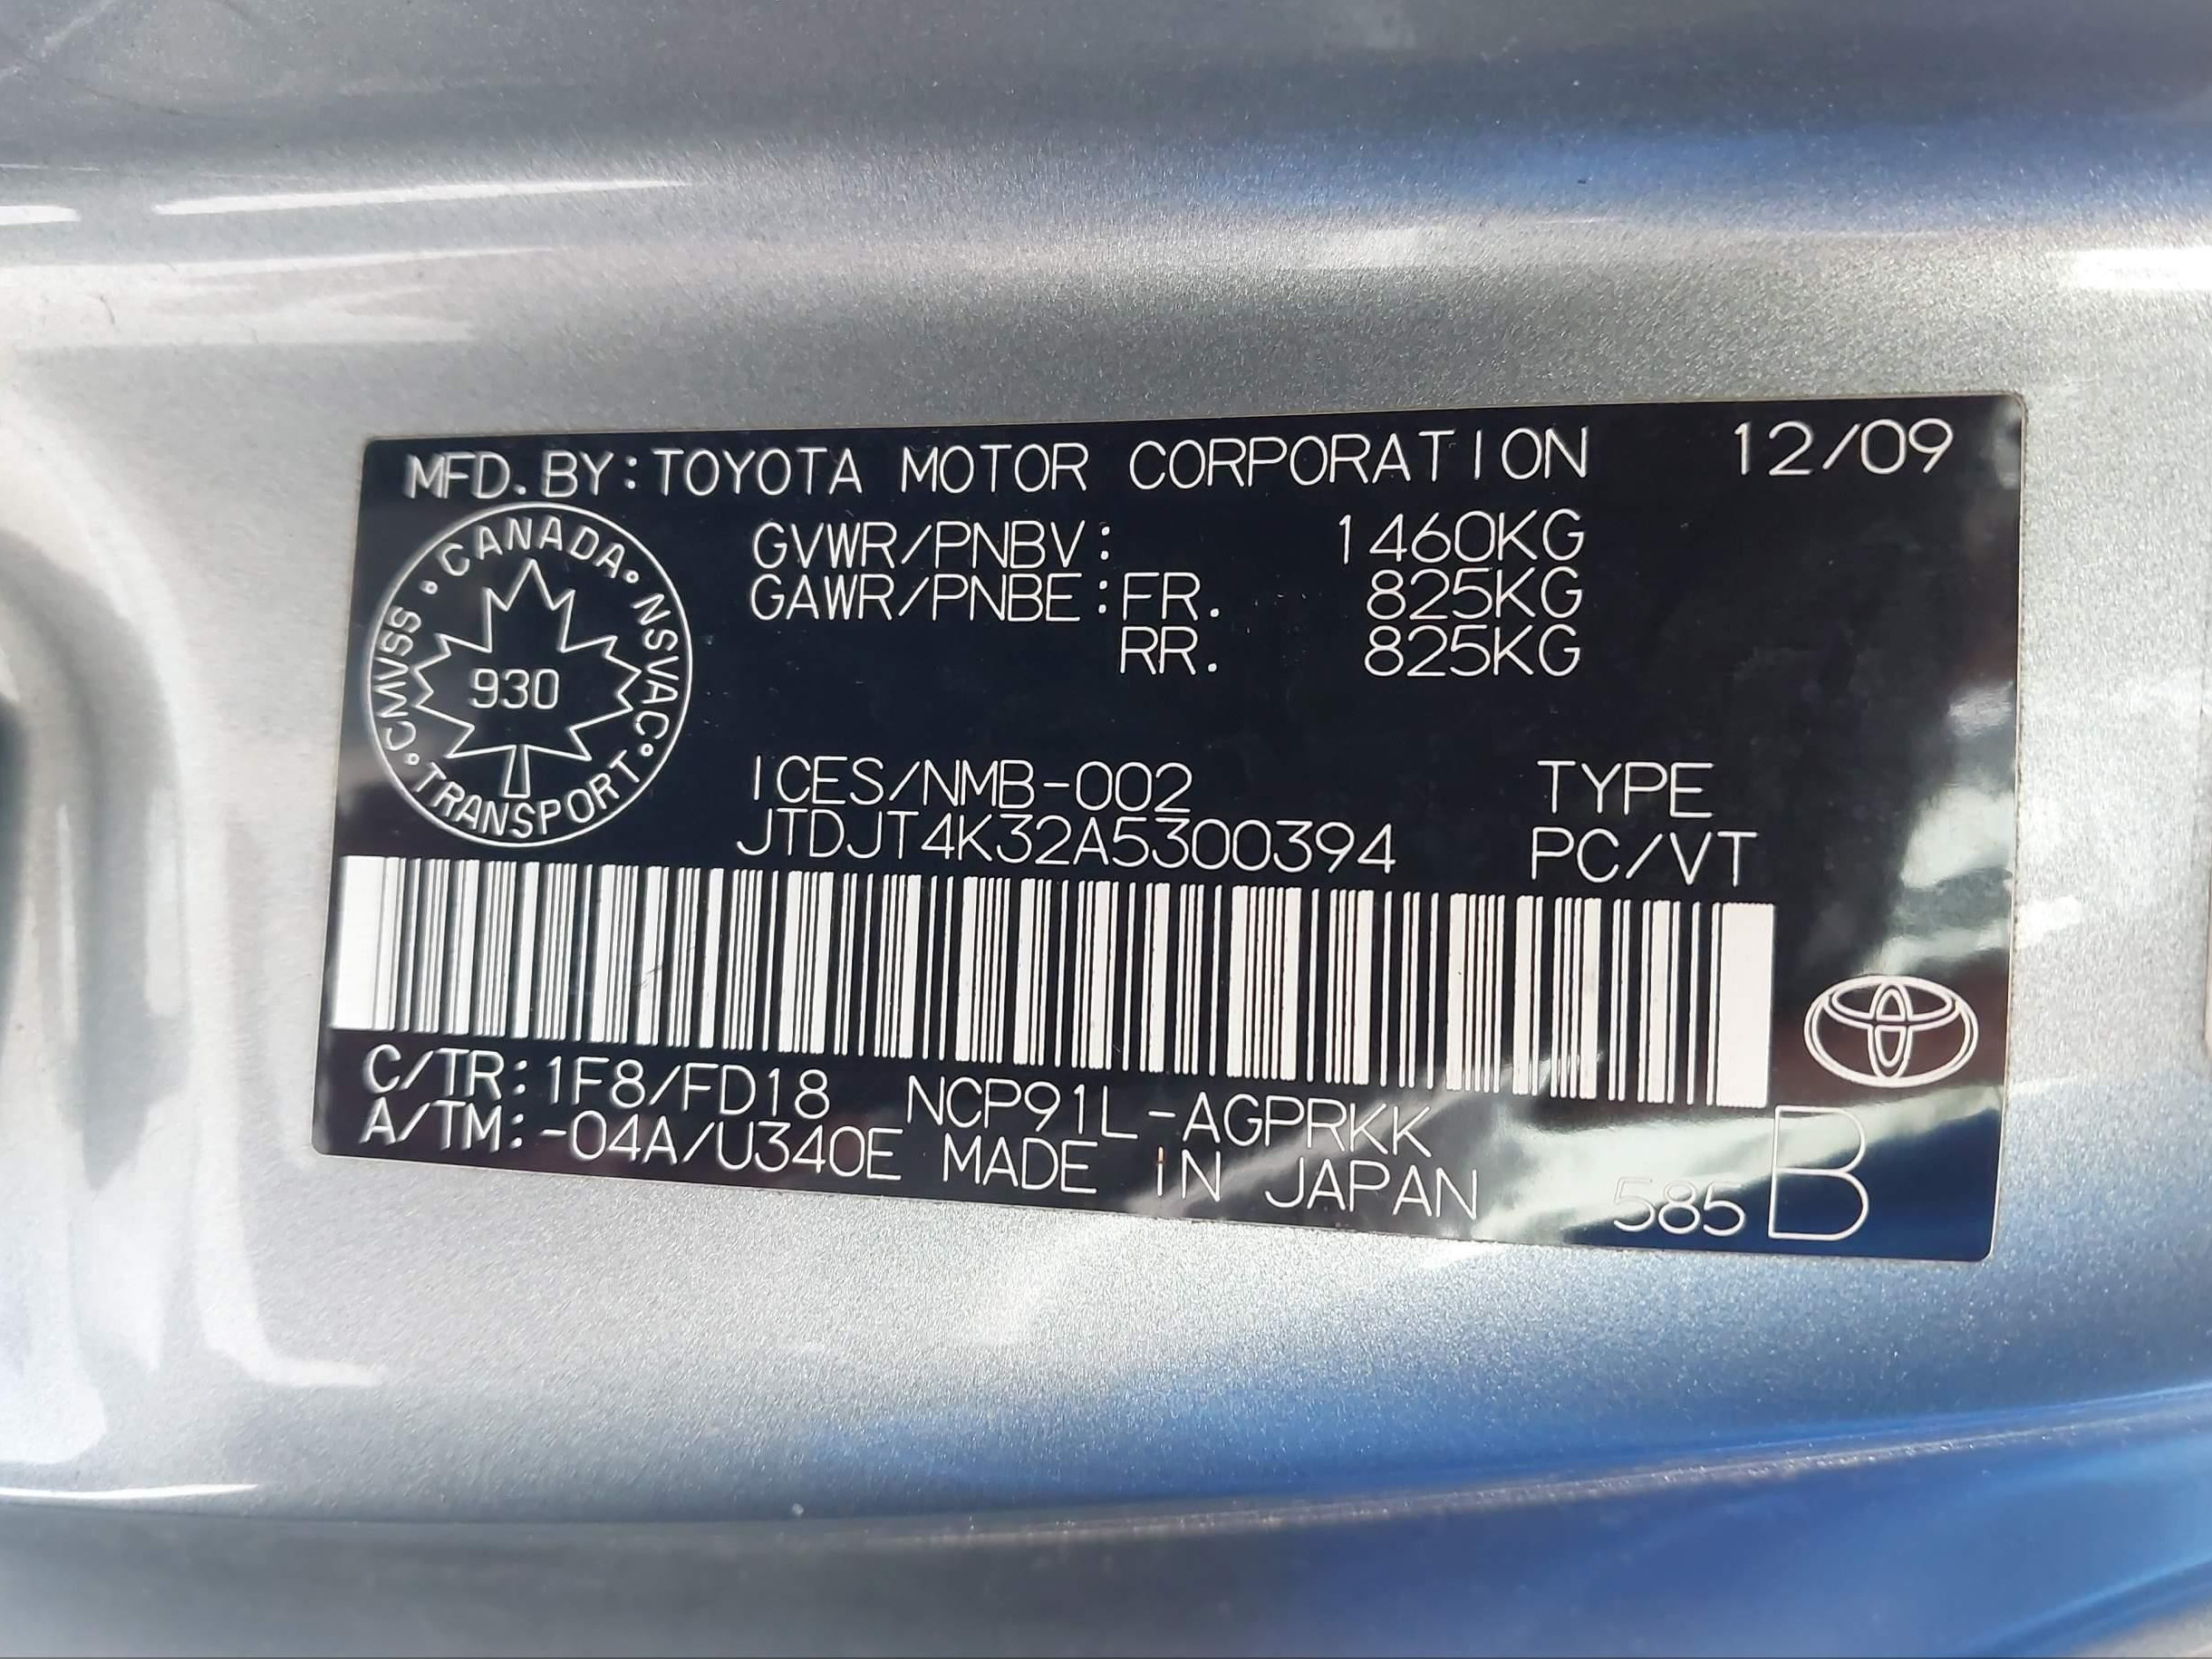 MFD. BY: TOYOTA MOTOR CORPORATION 12/09
GVWR/PNBV: 1460KG
GAWR/PNBE: FR. 825KG
RR. 825KG
CMVSS · CANADA · NSVAC · TRANSPORT
930
ICES/NMB-002 TYPE
JTDJT4K32A5300394 PC/VT
C/TR: 1F8/FD18 NCP91L-AGPRKK
A/TM: -04A/U340E MADE IN JAPAN 585 B